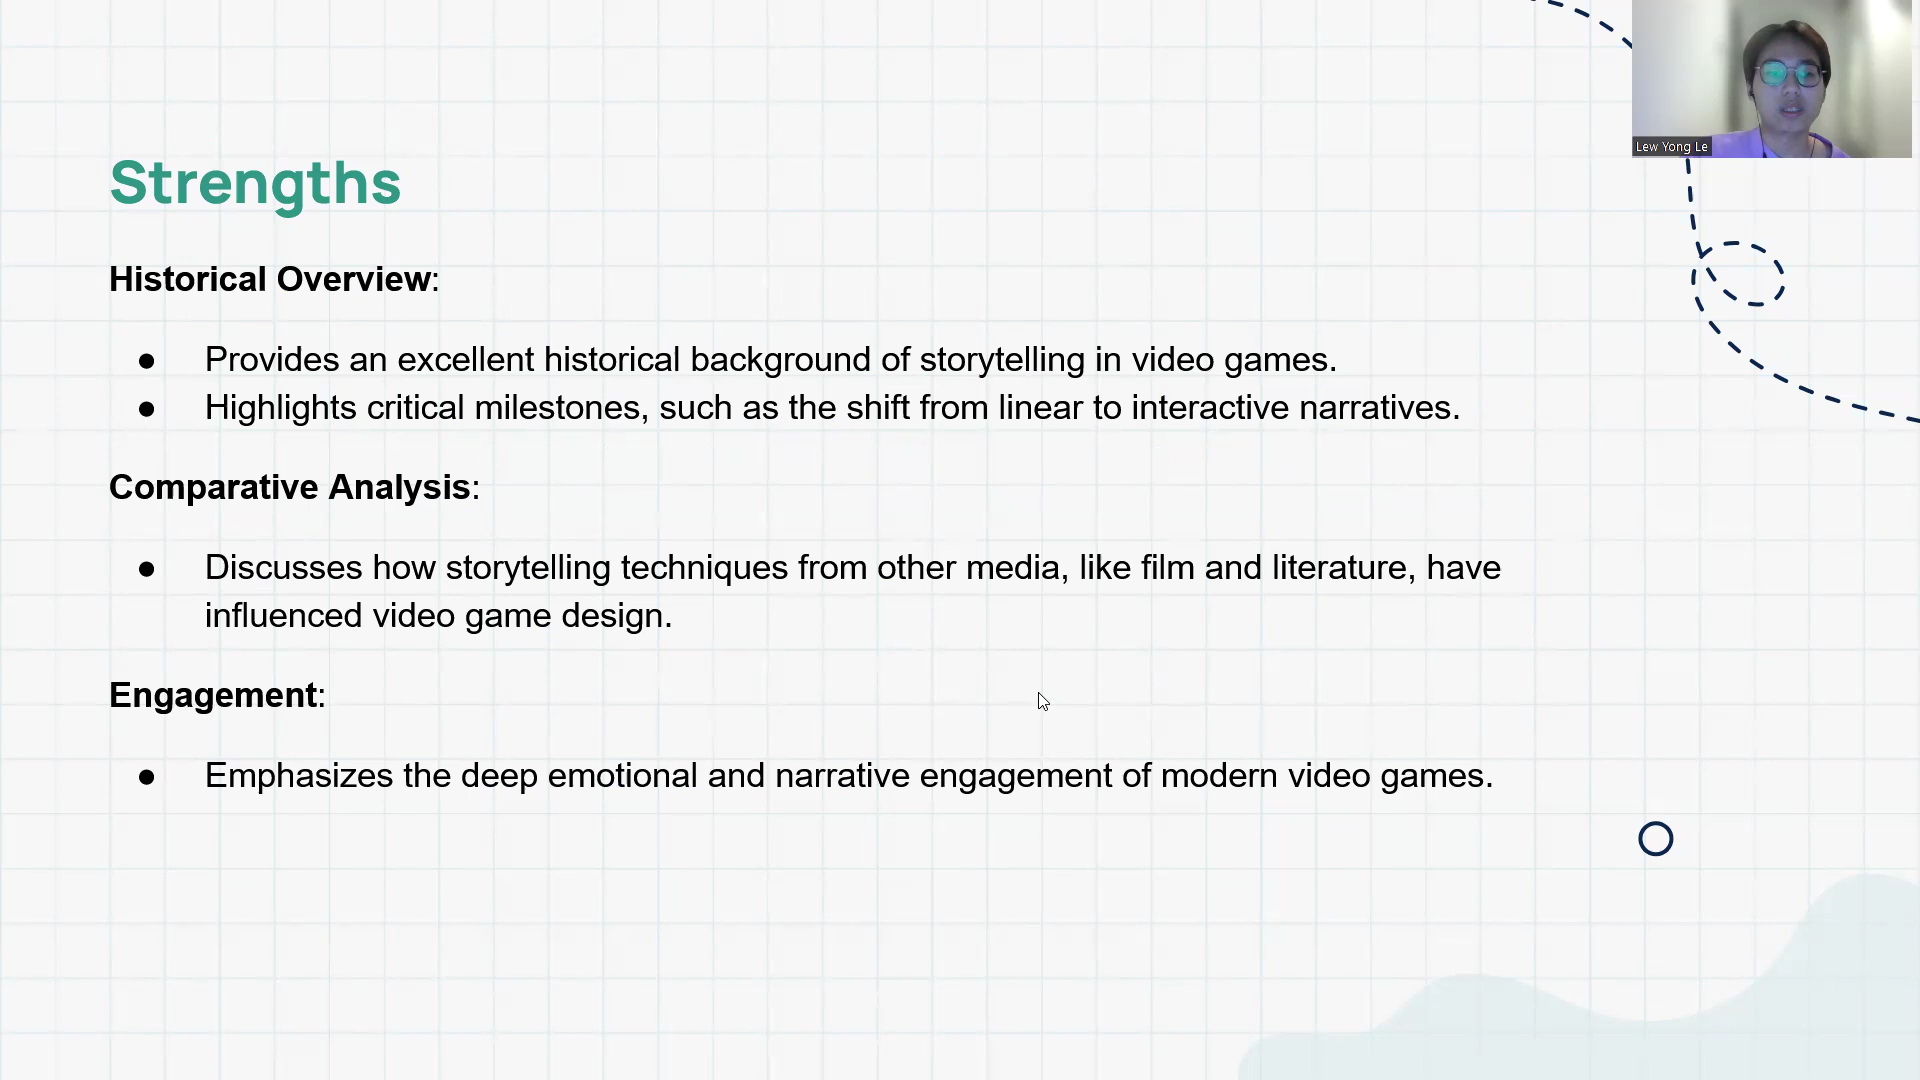 Lew Yong Le
Strengths
Historical Overview:
● Provides an excellent historical background of storytelling in video games.
● Highlights critical milestones, such as the shift from linear to interactive narratives.
Comparative Analysis:
● Discusses how storytelling techniques from other media, like film and literature, have
influenced video game design.
Engagement:
● Emphasizes the deep emotional and narrative engagement of modern video games.